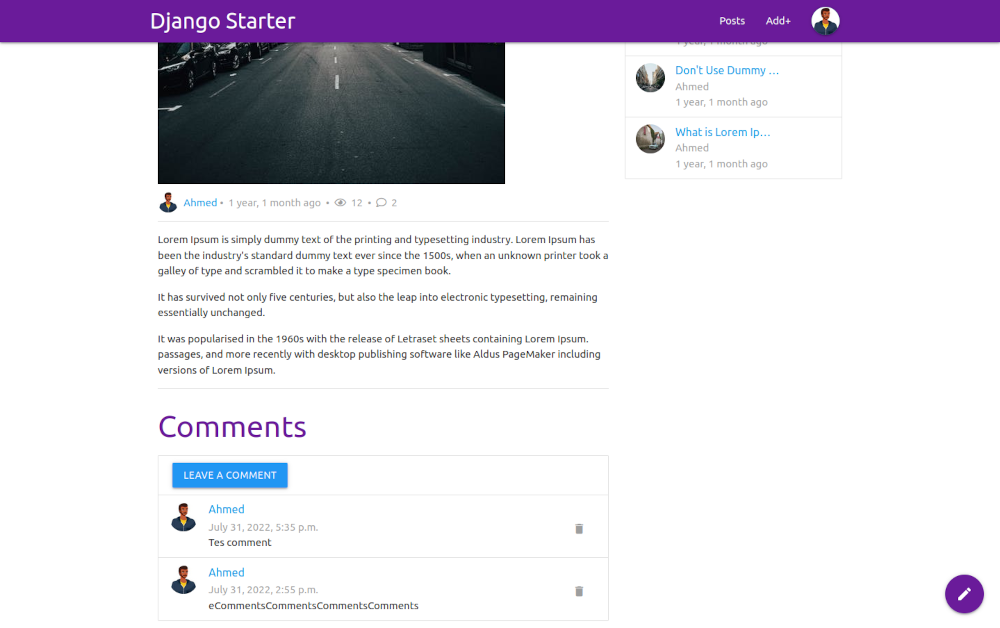 Django Starter
Posts
Add+
1 year, 1 month ago
Don't Use Dummy ...
Ahmed
1 year, 1 month ago
What is Lorem Ip...
Ahmed
1 year, 1 month ago
Ahmed • 1 year, 1 month ago • 12 • 2
Lorem Ipsum is simply dummy text of the printing and typesetting industry. Lorem Ipsum has
been the industry's standard dummy text ever since the 1500s, when an unknown printer took a
galley of type and scrambled it to make a type specimen book.
It has survived not only five centuries, but also the leap into electronic typesetting, remaining
essentially unchanged.
It was popularised in the 1960s with the release of Letraset sheets containing Lorem Ipsum.
passages, and more recently with desktop publishing software like Aldus PageMaker including
versions of Lorem Ipsum.
Comments
LEAVE A COMMENT
Ahmed
July 31, 2022, 5:35 p.m.
Tes comment
Ahmed
July 31, 2022, 2:55 p.m.
eCommentsCommentsCommentsComments